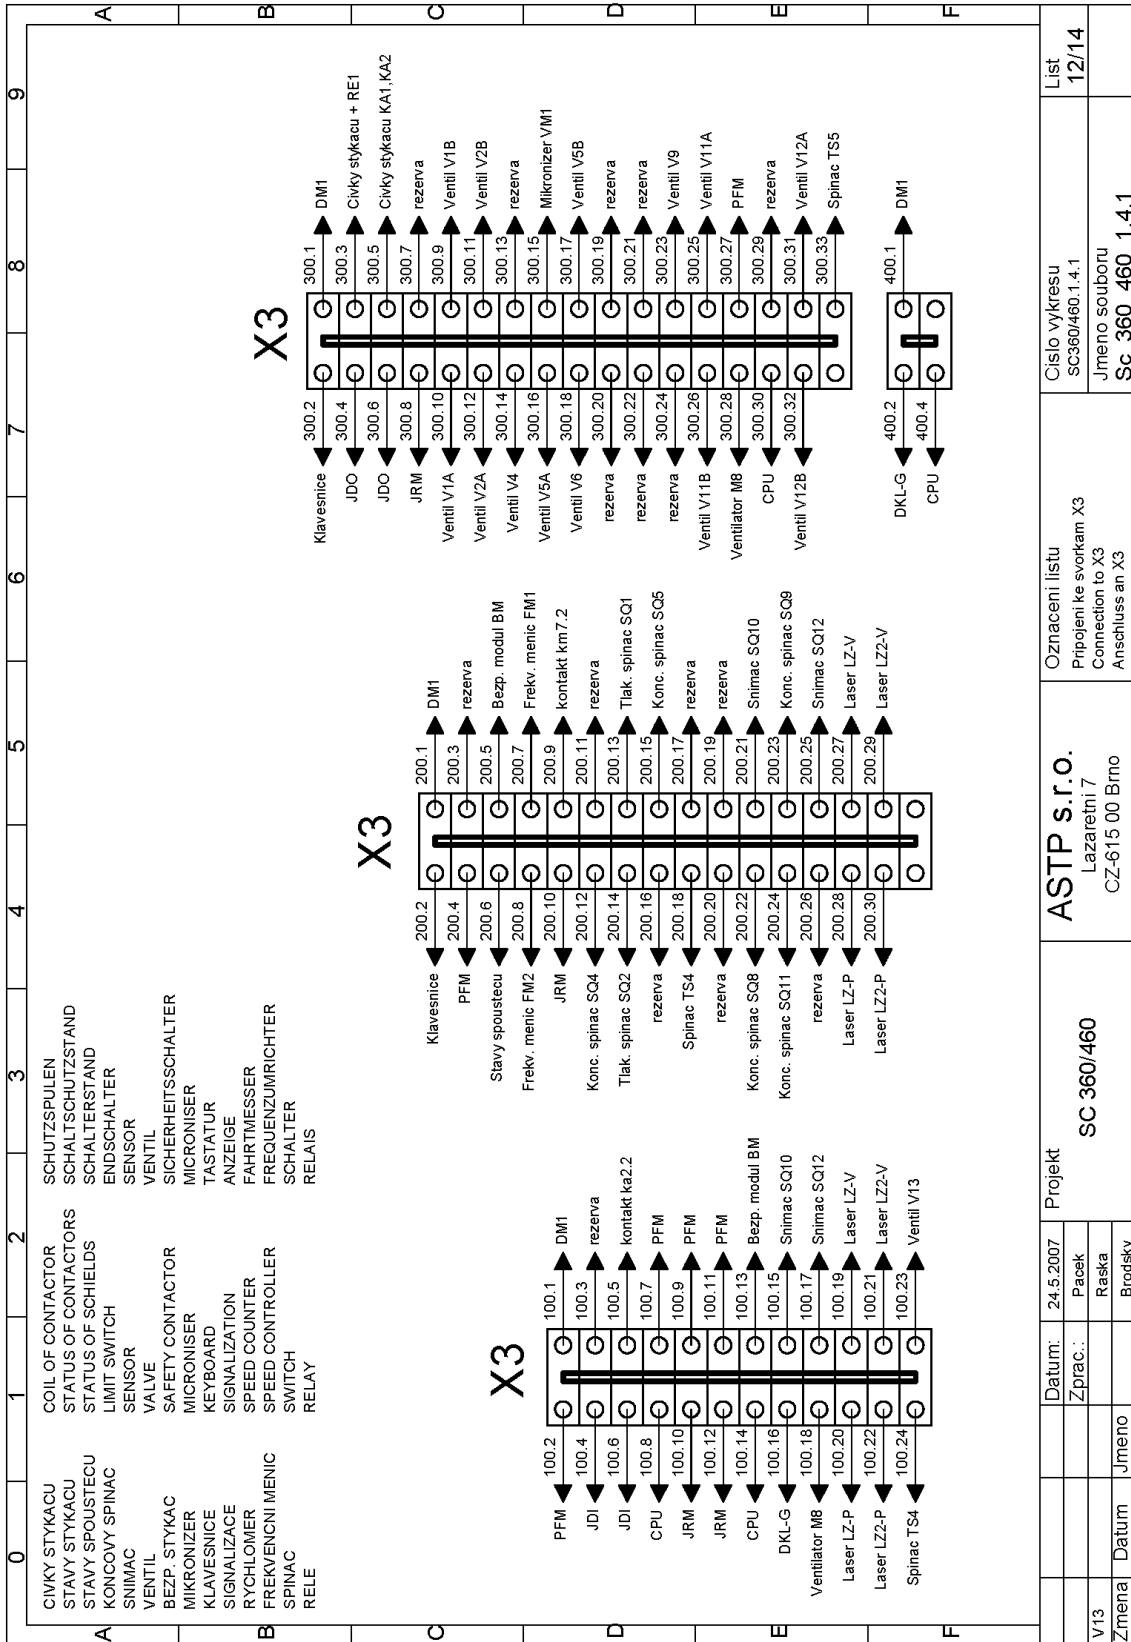 0 1 2 3 4 5 6 7 8 9
A B C D E F
CIVKY STYKACU COIL OF CONTACTOR SCHUTZSPULEN
STAVY STYKACU STATUS OF CONTACTORS SCHALTSCHUTZSTAND
STAVY SPOUSTECU STATUS OF SCHIELDS SCHALTERSTAND
KONCOVY SPINAC LIMIT SWITCH ENDSCHALTER
SNIMAC SENSOR SENSOR
VENTIL VALVE VENTIL
BEZP. STYKAC SAFETY CONTACTOR SICHERHEITSSCHALTER
MIKRONIZER MICRONISER MICRONISER
KLAVESNICE KEYBOARD TASTATUR
SIGNALIZACE SIGNALIZATION ANZEIGE
RYCHLOMER SPEED COUNTER FAHRTMESSER
FREKVENCNI MENIC SPEED CONTROLLER FREQUENZUMRICHTER
SPINAC SWITCH SCHALTER
RELE RELAY RELAIS
X3
PFM 100.2 100.1 DM1
JDI 100.4 100.3 rezerva
JDI 100.6 100.5 kontakt ka2.2
CPU 100.8 100.7 PFM
JRM 100.10 100.9 PFM
JRM 100.12 100.11 PFM
CPU 100.14 100.13 Bezp. modul BM
DKL-G 100.16 100.15 Snimac SQ10
Ventilator M8 100.18 100.17 Snimac SQ12
Laser LZ-P 100.20 100.19 Laser LZ-V
Laser LZ2-P 100.22 100.21 Laser LZ2-V
Spinac TS4 100.24 100.23 Ventil V13
X3
Klavesnice 200.2 200.1 DM1
PFM 200.4 200.3 rezerva
Stavy spoustecu 200.6 200.5 Bezp. modul BM
Frekv. menic FM2 200.8 200.7 Frekv. menic FM1
JRM 200.10 200.9 kontakt km7.2
Konc. spinac SQ4 200.12 200.11 rezerva
Tlak. spinac SQ2 200.14 200.13 Tlak. spinac SQ1
rezerva 200.16 200.15 Konc. spinac SQ5
Spinac TS4 200.18 200.17 rezerva
rezerva 200.20 200.19 rezerva
Konc. spinac SQ8 200.22 200.21 Snimac SQ10
Konc. spinac SQ11 200.24 200.23 Konc. spinac SQ9
rezerva 200.26 200.25 Snimac SQ12
Laser LZ-P 200.28 200.27 Laser LZ-V
Laser LZ2-P 200.30 200.29 Laser LZ2-V
X3
Klavesnice 300.2 300.1 DM1
JDO 300.4 300.3 Civky stykacu + RE1
JDO 300.6 300.5 Civky stykacu KA1,KA2
JRM 300.8 300.7 rezerva
Ventil V1A 300.10 300.9 Ventil V1B
Ventil V2A 300.12 300.11 Ventil V2B
Ventil V4 300.14 300.13 rezerva
Ventil V5A 300.16 300.15 Mikronizer VM1
Ventil V6 300.18 300.17 Ventil V5B
rezerva 300.20 300.19 rezerva
rezerva 300.22 300.21 rezerva
rezerva 300.24 300.23 Ventil V9
Ventil V11B 300.26 300.25 Ventil V11A
Ventilator M8 300.28 300.27 PFM
CPU 300.30 300.29 rezerva
Ventil V12B 300.32 300.31 Ventil V12A
300.33 Spinac TS5
DKL-G 400.2 400.1 DM1
CPU 400.4
A B C D E F
V13
Zmena Datum Jmeno
Datum: 24.5.2007
Zprac.: Pacek
Raska
Brodsky
Projekt
SC 360/460
ASTP s.r.o.
Lazaretni 7
CZ-615 00 Brno
Oznaceni listu
Pripojeni ke svorkam X3
Connection to X3
Anschluss an X3
Cislo vykresu
SC360/460.1.4.1
Jmeno souboru
Sc_360_460_1.4.1
List
12/14